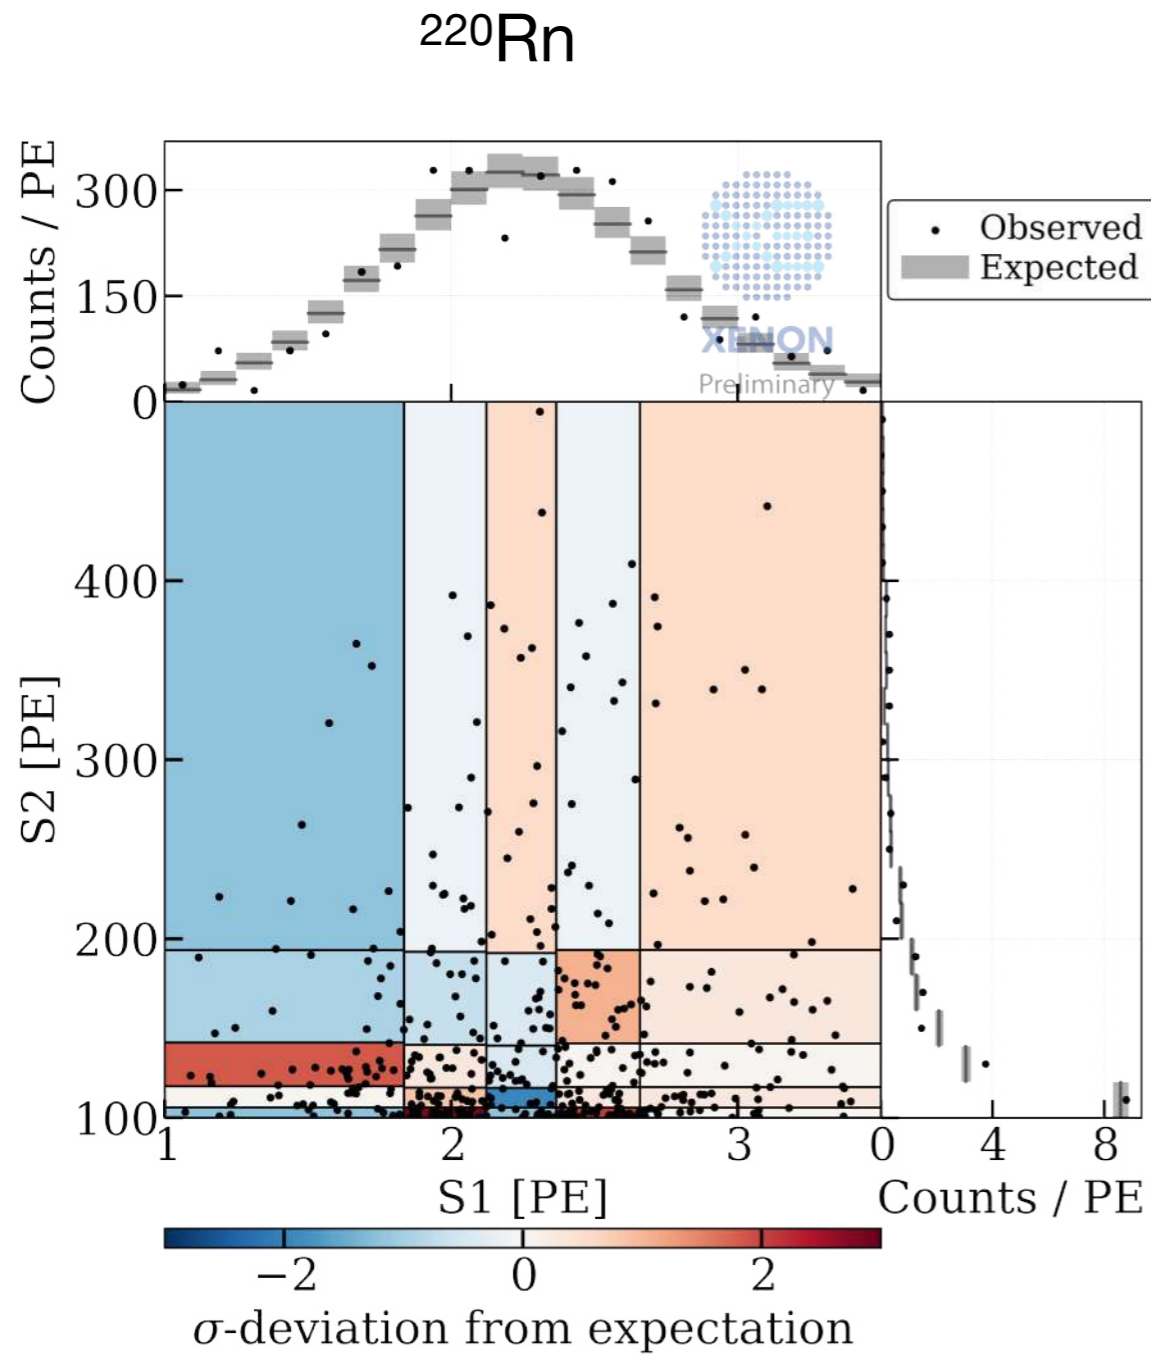 ²²⁰Rn
Counts / PE
300
150
0
XENON
Preliminary
Observed
Expected
S2 [PE]
400
300
200
100
1
2
3
S1 [PE]
0
4
8
Counts / PE
−2
0
2
σ-deviation from expectation